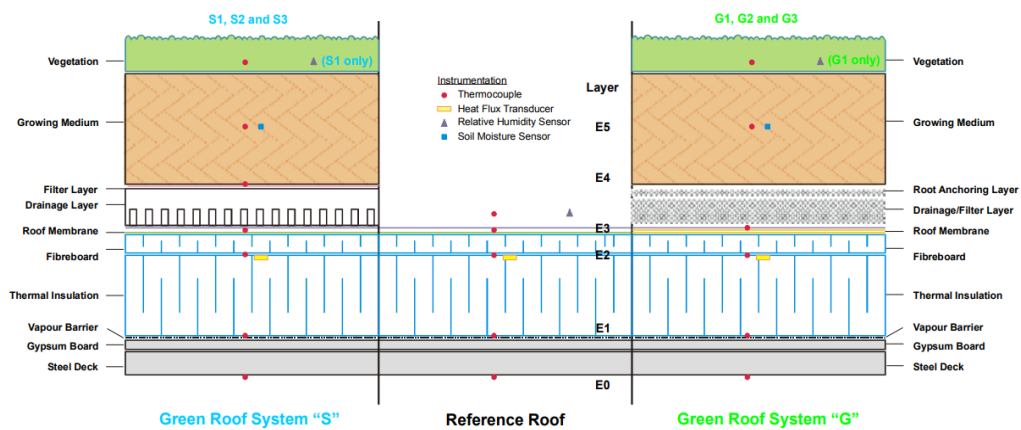 S1, S2 and S3
G1, G2 and G3
Vegetation
(S1 only)
Instrumentation
Thermocouple
Heat Flux Transducer
Relative Humidity Sensor
Soil Moisture Sensor
Layer
(G1 only)
Vegetation
Growing Medium
E5
Growing Medium
E4
Filter Layer
Root Anchoring Layer
Drainage Layer
Drainage/Filter Layer
Roof Membrane
E3
Roof Membrane
Fibreboard
E2
Fibreboard
Thermal Insulation
Thermal Insulation
Vapour Barrier
E1
Vapour Barrier
Gypsum Board
Gypsum Board
Steel Deck
Steel Deck
E0
Green Roof System “S”
Reference Roof
Green Roof System “G”